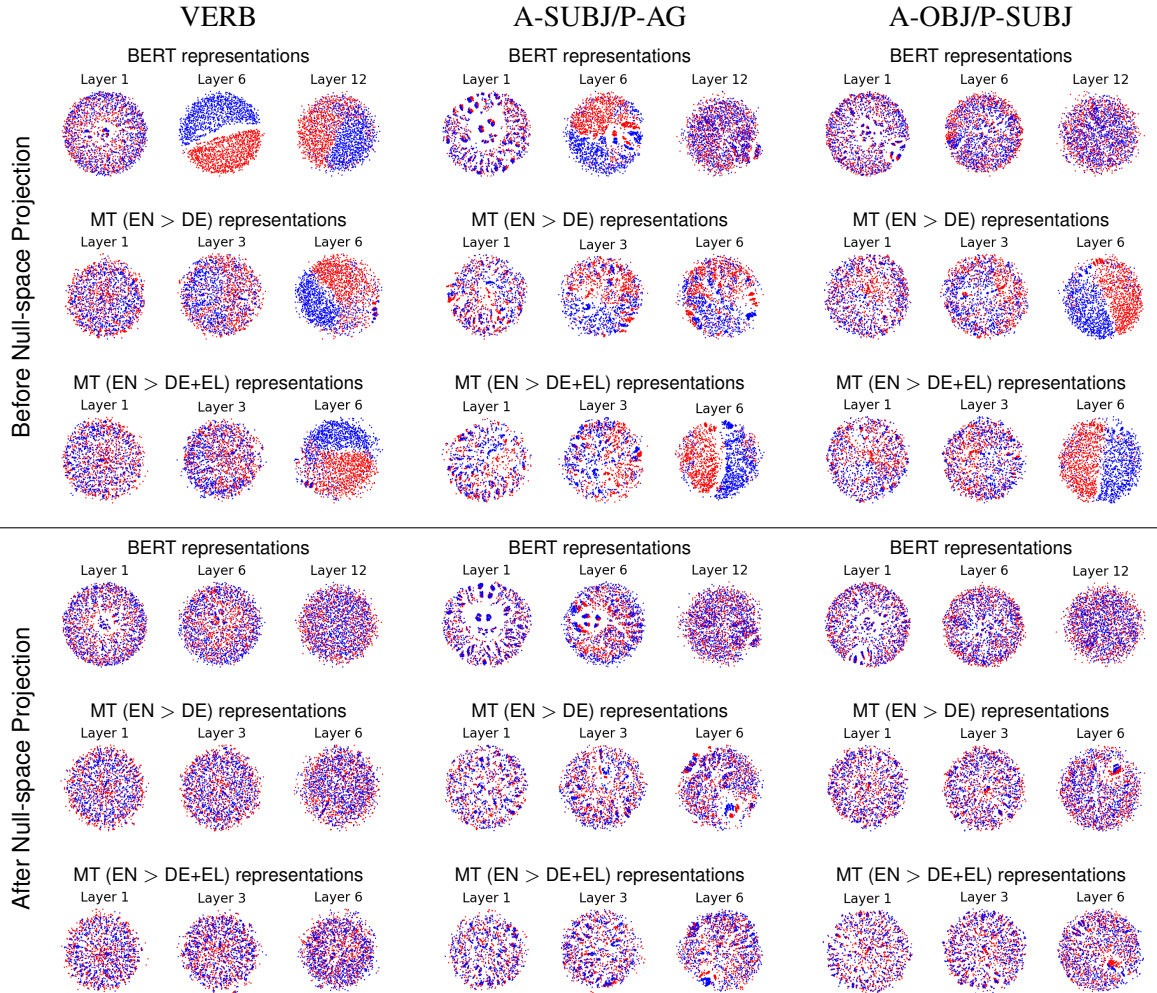 VERB A-SUBJ/P-AG A-OBJ/P-SUBJ
Before Null-space Projection
BERT representations BERT representations BERT representations
Layer 1 Layer 6 Layer 12 Layer 1 Layer 6 Layer 12 Layer 1 Layer 6 Layer 12
MT (EN > DE) representations MT (EN > DE) representations MT (EN > DE) representations
Layer 1 Layer 3 Layer 6 Layer 1 Layer 3 Layer 6 Layer 1 Layer 3 Layer 6
MT (EN > DE+EL) representations MT (EN > DE+EL) representations MT (EN > DE+EL) representations
Layer 1 Layer 3 Layer 6 Layer 1 Layer 3 Layer 6 Layer 1 Layer 3 Layer 6
After Null-space Projection
BERT representations BERT representations BERT representations
Layer 1 Layer 6 Layer 12 Layer 1 Layer 6 Layer 12 Layer 1 Layer 6 Layer 12
MT (EN > DE) representations MT (EN > DE) representations MT (EN > DE) representations
Layer 1 Layer 3 Layer 6 Layer 1 Layer 3 Layer 6 Layer 1 Layer 3 Layer 6
MT (EN > DE+EL) representations MT (EN > DE+EL) representations MT (EN > DE+EL) representations
Layer 1 Layer 3 Layer 6 Layer 1 Layer 3 Layer 6 Layer 1 Layer 3 Layer 6